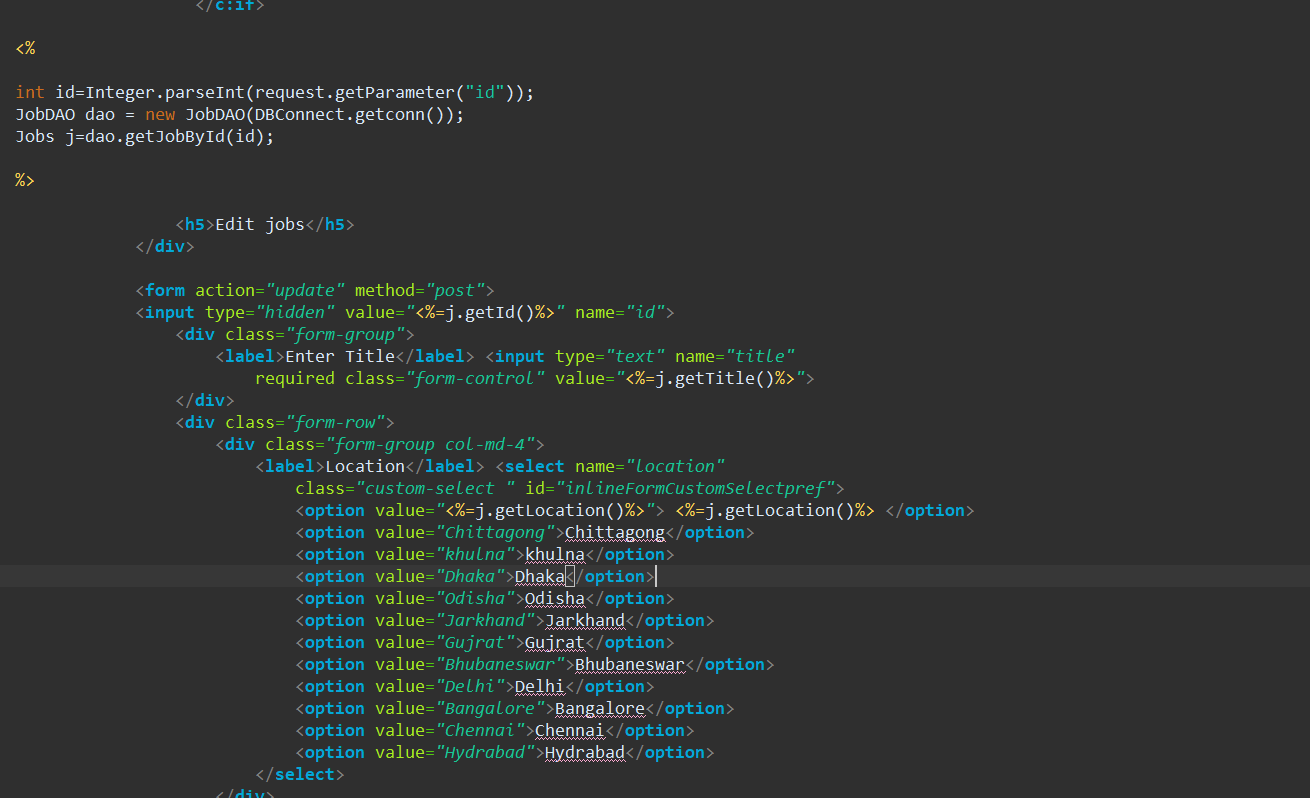 </c:if>
<%
int id=Integer.parseInt(request.getParameter("id"));
JobDAO dao = new JobDAO(DBConnect.getconn());
Jobs j=dao.getJobById(id);
%>
<h5>Edit jobs</h5>
</div>
<form action="update" method="post">
<input type="hidden" value="<%=j.getId()%>" name="id">
<div class="form-group">
<label>Enter Title</label> <input type="text" name="title"
required class="form-control" value="<%=j.getTitle()%>">
</div>
<div class="form-row">
<div class="form-group col-md-4">
<label>Location</label> <select name="location"
class="custom-select " id="inlineFormCustomSelectpref">
<option value="<%=j.getLocation()%>"> <%=j.getLocation()%> </option>
<option value="Chittagong">Chittagong</option>
<option value="khulna">khulna</option>
<option value="Dhaka">Dhaka</option>
<option value="Odisha">Odisha</option>
<option value="Jarkhand">Jarkhand</option>
<option value="Gujrat">Gujrat</option>
<option value="Bhubaneswar">Bhubaneswar</option>
<option value="Delhi">Delhi</option>
<option value="Bangalore">Bangalore</option>
<option value="Chennai">Chennai</option>
<option value="Hydrabad">Hydrabad</option>
</select>
</div>